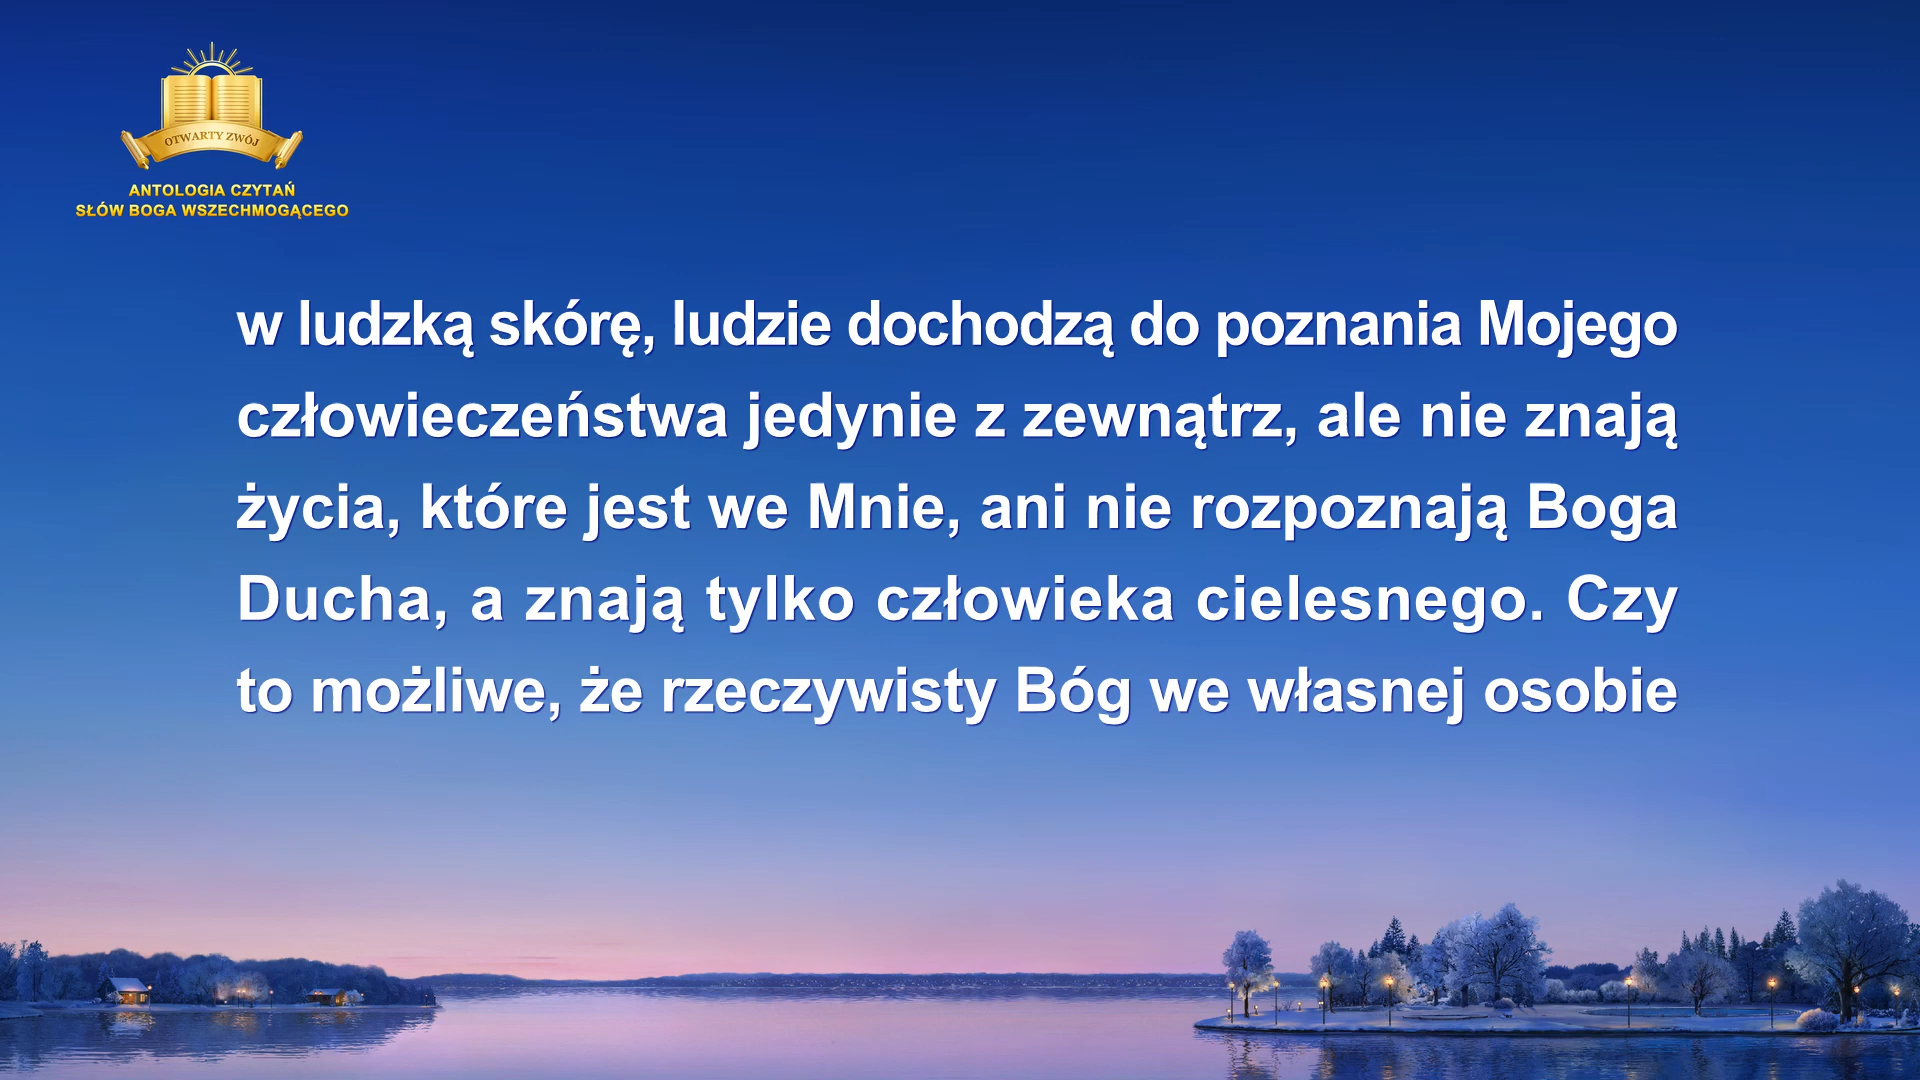 OTWARTY ZWÓJ
ANTOLOGIA CZYTAŃ
SŁÓW BOGA WSZECHMOGĄCEGO
w ludzką skórę, ludzie dochodzą do poznania Mojego
człowieczeństwa jedynie z zewnątrz, ale nie znają
życia, które jest we Mnie, ani nie rozpoznają Boga
Ducha, a znają tylko człowieka cielesnego. Czy
to możliwe, że rzeczywisty Bóg we własnej osobie